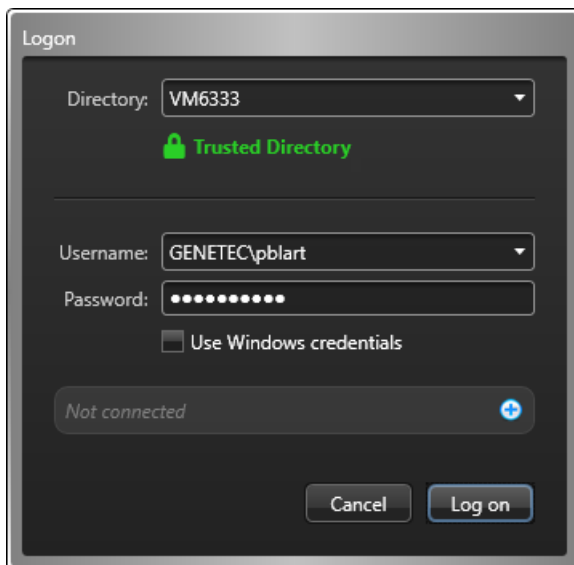 Logon
Directory: VM6333
Trusted Directory
Username: GENETEC\pblart
Password: ●●●●●●●●●●
Use Windows credentials
Not connected
Cancel Log on